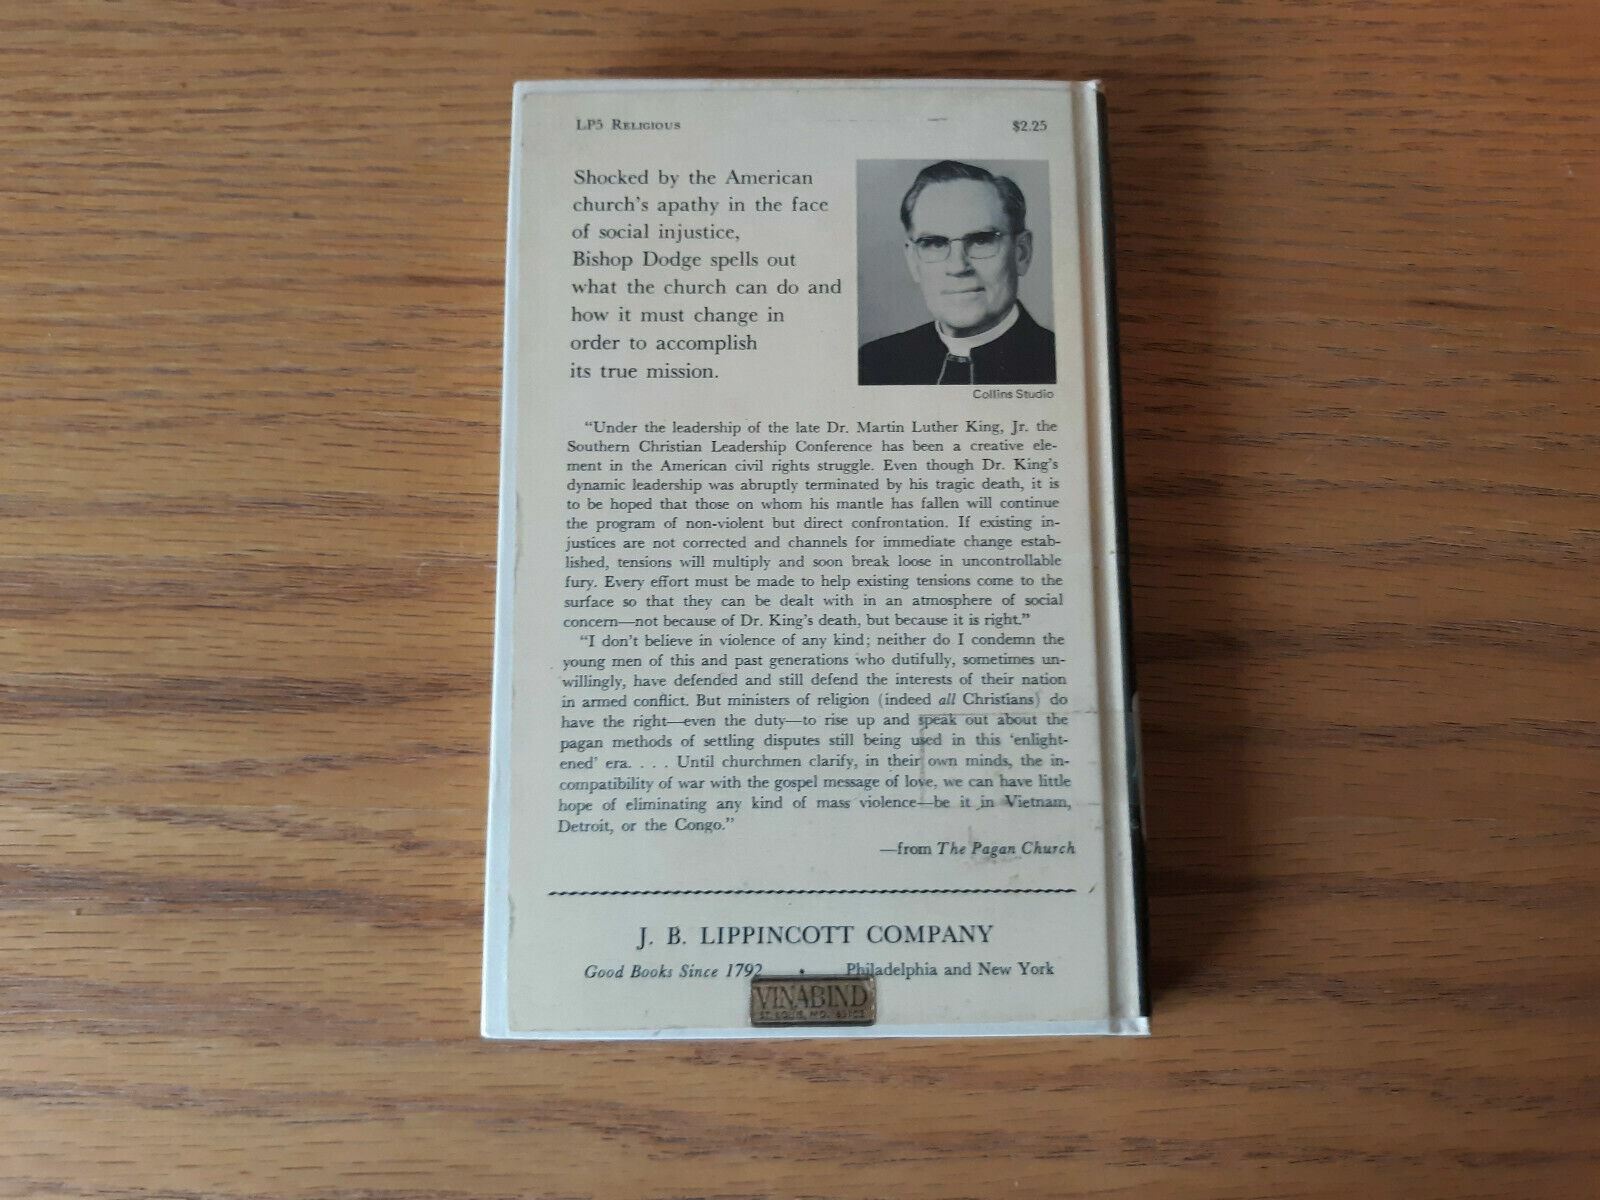 LP5 RELIGIOUS $2.25
Shocked by the American
church's apathy in the face
of social injustice,
Bishop Dodge spells out
what the church can do and
how it must change in
order to accomplish
its true mission.
Collins Studio
"Under the leadership of the late Dr. Martin Luther King, Jr. the
Southern Christian Leadership Conference has been a creative ele-
ment in the American civil rights struggle. Even though Dr. King's
dynamic leadership was abruptly terminated by his tragic death, it is
to be hoped that those on whom his mantle has fallen will continue
the program of non-violent but direct confrontation. If existing in-
justices are not corrected and channels for immediate change estab-
lished, tensions will multiply and soon break loose in uncontrollable
fury. Every effort must be made to help existing tensions come to the
surface so that they can be dealt with in an atmosphere of social
concern—not because of Dr. King's death, but because it is right."
"I don't believe in violence of any kind; neither do I condemn the
young men of this and past generations who dutifully, sometimes un-
willingly, have defended and still defend the interests of their nation
in armed conflict. But ministers of religion (indeed all Christians) do
have the right—even the duty—to rise up and speak out about the
pagan methods of settling disputes still being used in this 'enlight-
ened' era. . . . Until churchmen clarify, in their own minds, the in-
compatibility of war with the gospel message of love, we can have little
hope of eliminating any kind of mass violence—be it in Vietnam,
Detroit, or the Congo."
—from The Pagan Church
J. B. LIPPINCOTT COMPANY
Good Books Since 1792 • Philadelphia and New York
VINABIND
ST. LOUIS, MO.